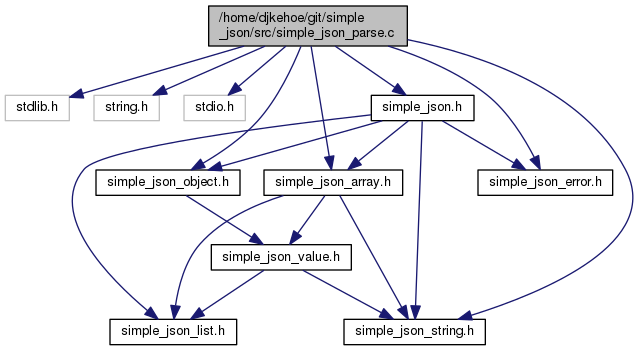 /home/djkehoe/git/simple
_json/src/simple_json_parse.c
stdlib.h
string.h
stdio.h
simple_json.h
simple_json_object.h
simple_json_array.h
simple_json_error.h
simple_json_value.h
simple_json_list.h
simple_json_string.h